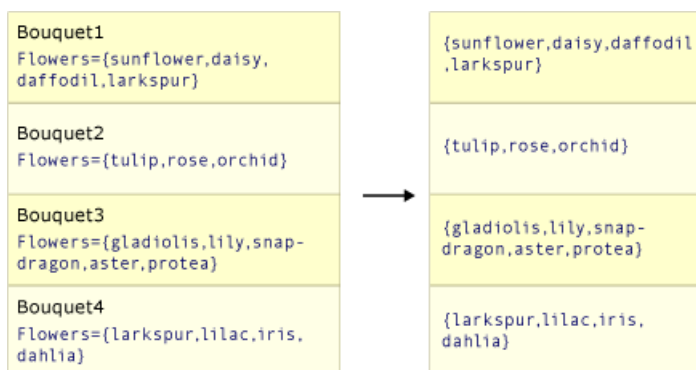 Bouquet1
Flowers={sunflower,daisy,
daffodil,larkspur}
{sunflower,daisy,daffodil
,larkspur}
Bouquet2
Flowers={tulip,rose,orchid}
{tulip,rose,orchid}
Bouquet3
Flowers={gladiolis,lily,snap-
dragon,aster,protea}
{gladiolis,lily,snap-
dragon,aster,protea}
Bouquet4
Flowers={larkspur,lilac,iris,
dahlia}
{larkspur,lilac,iris,
dahlia}